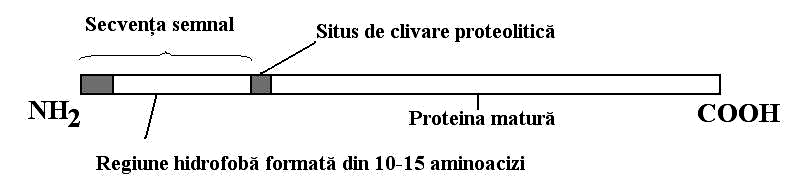 Secvența semnal
Situs de clivare proteolitică
NH2
Proteina matură
COOH
Regiune hidrofobă formată din 10-15 aminoacizi